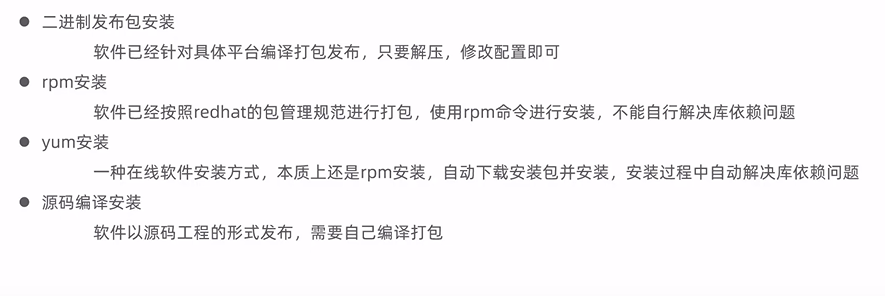 ● 二进制发布包安装
软件已经针对具体平台编译打包发布，只要解压，修改配置即可
● rpm安装
软件已经按照redhat的包管理规范进行打包，使用rpm命令进行安装，不能自行解决库依赖问题
● yum安装
一种在线软件安装方式，本质上还是rpm安装，自动下载安装包并安装，安装过程中自动解决库依赖问题
● 源码编译安装
软件以源码工程的形式发布，需要自己编译打包